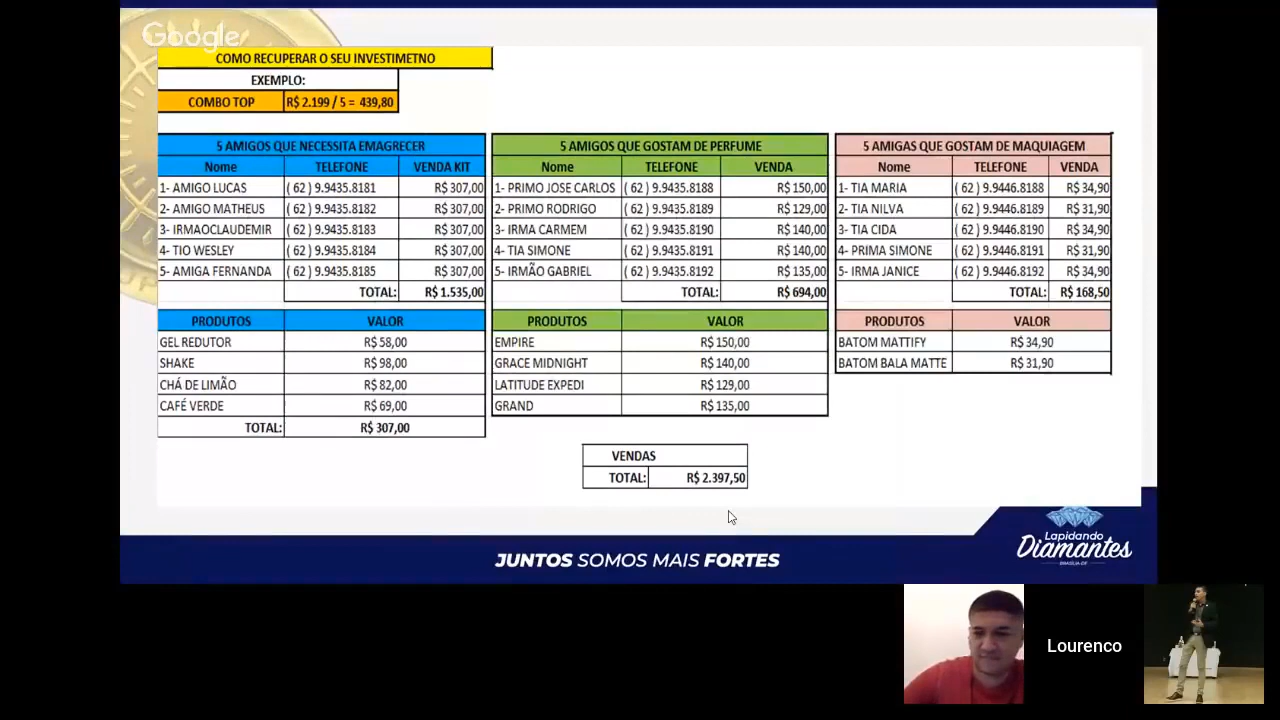 Google
COMO RECUPERAR O SEU INVESTIMETNO
EXEMPLO:
COMBO TOP R$ 2.199 / 5 = 439,80
5 AMIGOS QUE NECESSITA EMAGRECER
Nome TELEFONE VENDA KIT
1- AMIGO LUCAS ( 62 ) 9.9435.8181 R$ 307,00
2- AMIGO MATHEUS ( 62 ) 9.9435.8182 R$ 307,00
3- IRMAOCLAUDEMIR ( 62 ) 9.9435.8183 R$ 307,00
4- TIO WESLEY ( 62 ) 9.9435.8184 R$ 307,00
5- AMIGA FERNANDA ( 62 ) 9.9435.8185 R$ 307,00
TOTAL: R$ 1.535,00
PRODUTOS VALOR
GEL REDUTOR R$ 58,00
SHAKE R$ 98,00
CHÁ DE LIMÃO R$ 82,00
CAFÉ VERDE R$ 69,00
TOTAL: R$ 307,00
5 AMIGOS QUE GOSTAM DE PERFUME
Nome TELEFONE VENDA
1- PRIMO JOSE CARLOS ( 62 ) 9.9435.8188 R$ 150,00
2- PRIMO RODRIGO ( 62 ) 9.9435.8189 R$ 129,00
3- IRMA CARMEM ( 62 ) 9.9435.8190 R$ 140,00
4- TIA SIMONE ( 62 ) 9.9435.8191 R$ 140,00
5- IRMÃO GABRIEL ( 62 ) 9.9435.8192 R$ 135,00
TOTAL: R$ 694,00
PRODUTOS VALOR
EMPIRE R$ 150,00
GRACE MIDNIGHT R$ 140,00
LATITUDE EXPEDI R$ 129,00
GRAND R$ 135,00
5 AMIGAS QUE GOSTAM DE MAQUIAGEM
Nome TELEFONE VENDA
1- TIA MARIA ( 62 ) 9.9446.8188 R$ 34,90
2- TIA NILVA ( 62 ) 9.9446.8189 R$ 31,90
3- TIA CIDA ( 62 ) 9.9446.8190 R$ 34,90
4- PRIMA SIMONE ( 62 ) 9.9446.8191 R$ 31,90
5- IRMA JANICE ( 62 ) 9.9446.8192 R$ 34,90
TOTAL: R$ 168,50
PRODUTOS VALOR
BATOM MATTIFY R$ 34,90
BATOM BALA MATTE R$ 31,90
VENDAS
TOTAL: R$ 2.397,50
JUNTOS SOMOS MAIS FORTES
Lapidando
Diamantes
BRASÍLIA-DF
Lourenco